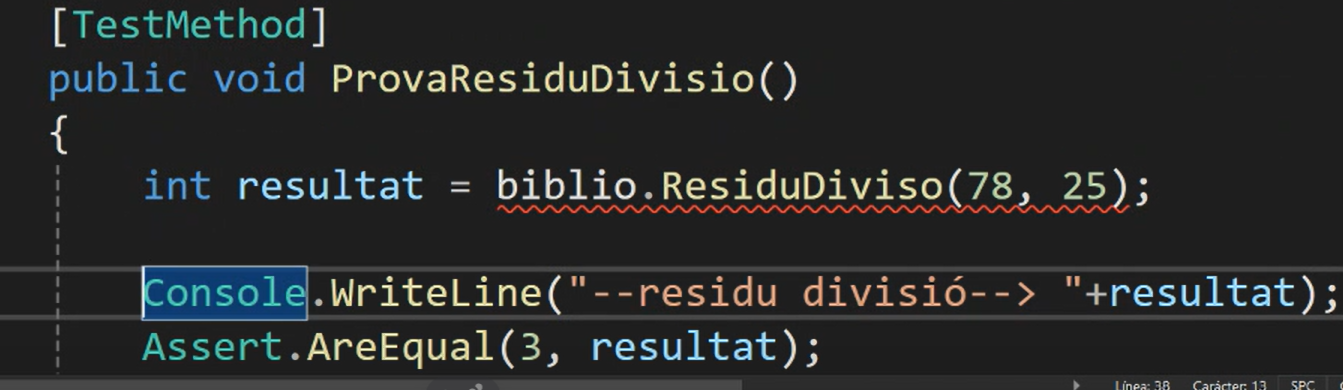 [TestMethod]
public void ProvaResiduDivisio()
{
int resultat = biblio.ResiduDiviso(78, 25);
Console.WriteLine("--residu divisió--> "+resultat);
Assert.AreEqual(3, resultat);
Línea: 38 Carácter: 13 SPC